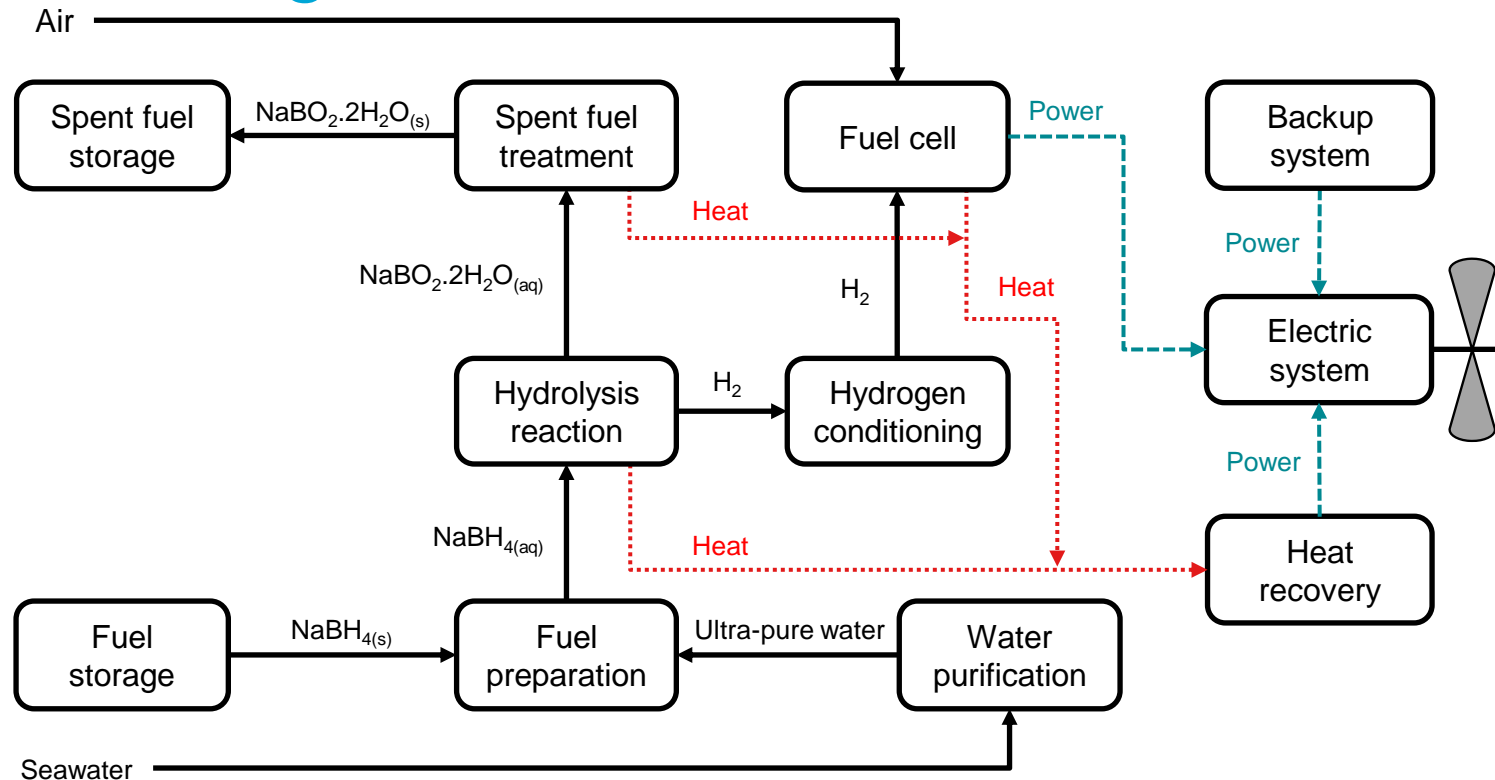 Air
NaBO₂.2H₂O(s)
Spent fuel
storage
Spent fuel
treatment
Fuel cell
Power
Backup
system
Heat
Power
NaBO₂.2H₂O(aq)
H₂
Heat
Electric
system
Hydrolysis
reaction
H₂
Hydrogen
conditioning
Power
NaBH₄(aq)
Heat
Heat
recovery
Fuel
storage
NaBH₄(s)
Fuel
preparation
Ultra-pure water
Water
purification
Seawater